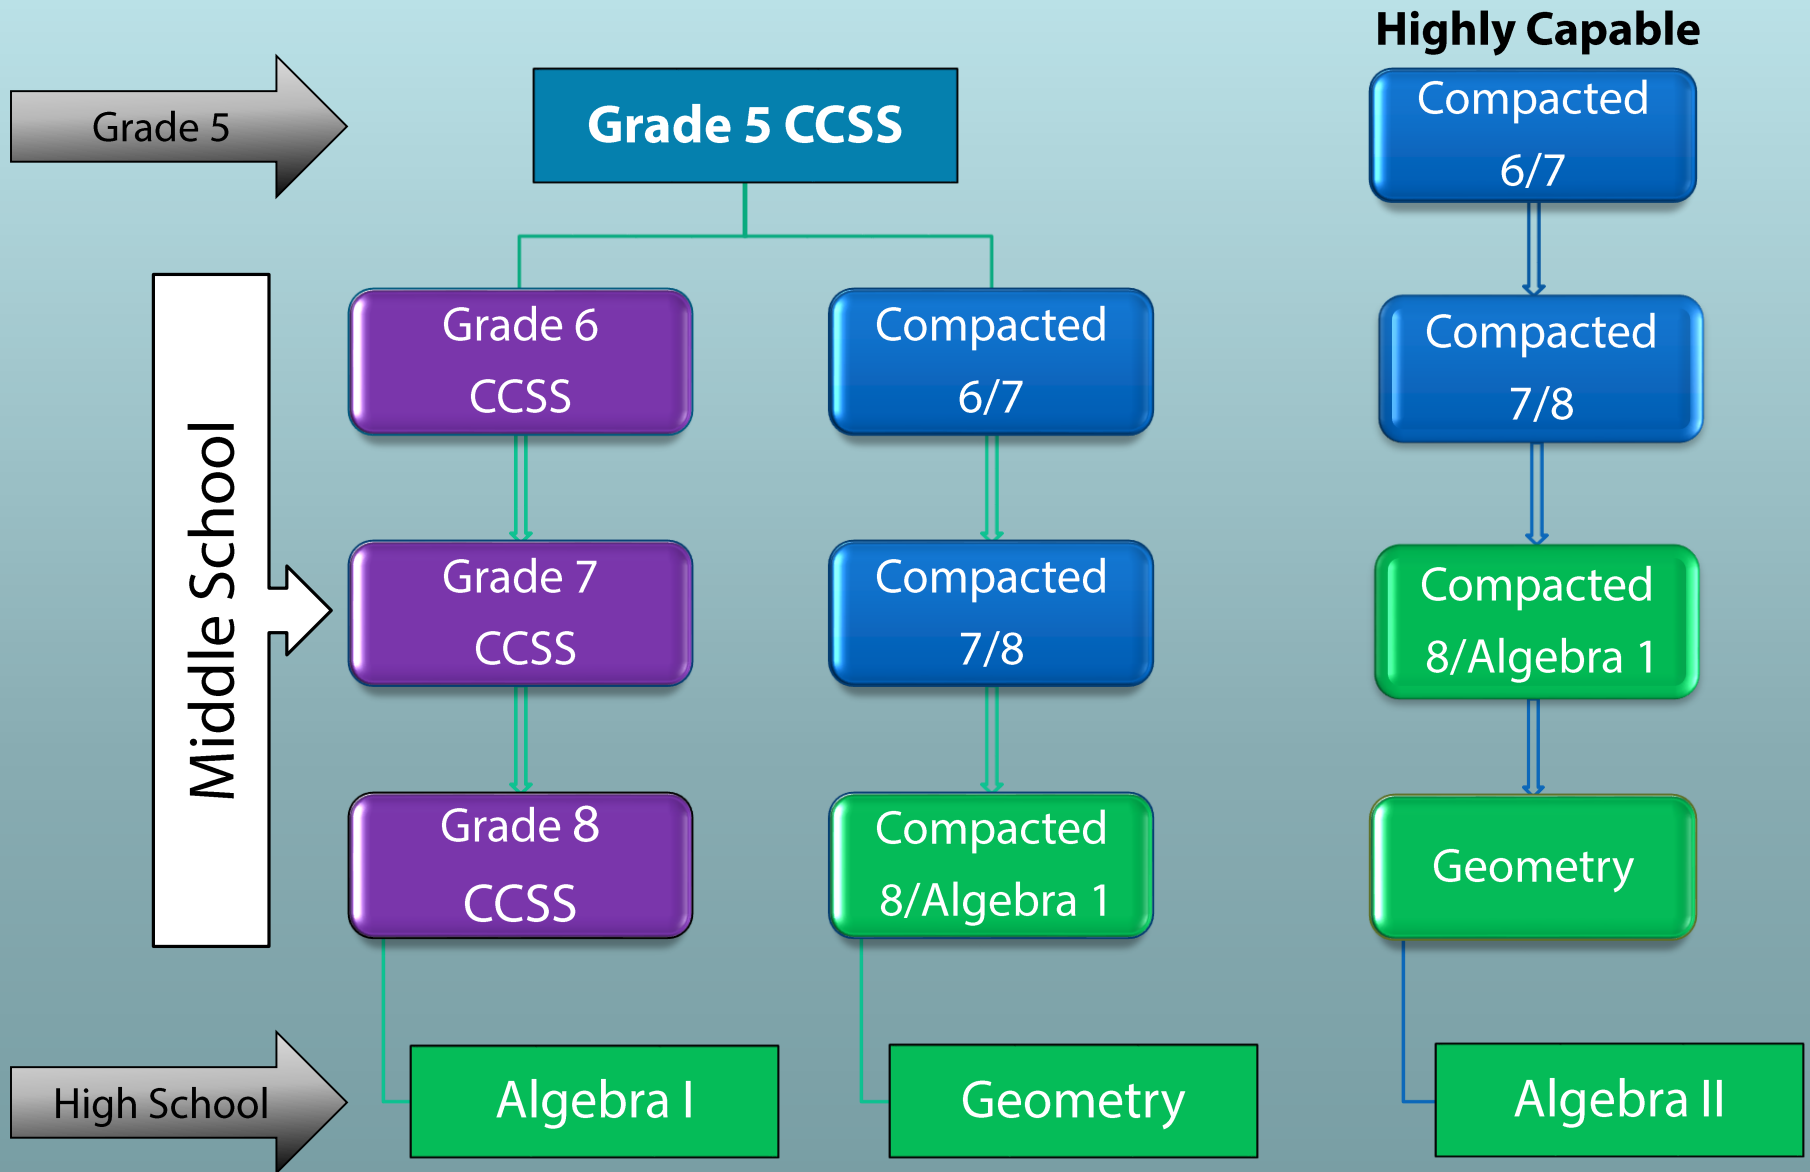 Highly Capable
Grade 5
Grade 5 CCSS
Compacted
6/7
Middle School
Grade 6
CCSS
Compacted
6/7
Compacted
7/8
Grade 7
CCSS
Compacted
7/8
Compacted
8/Algebra 1
Grade 8
CCSS
Compacted
8/Algebra 1
Geometry
High School
Algebra I
Geometry
Algebra II